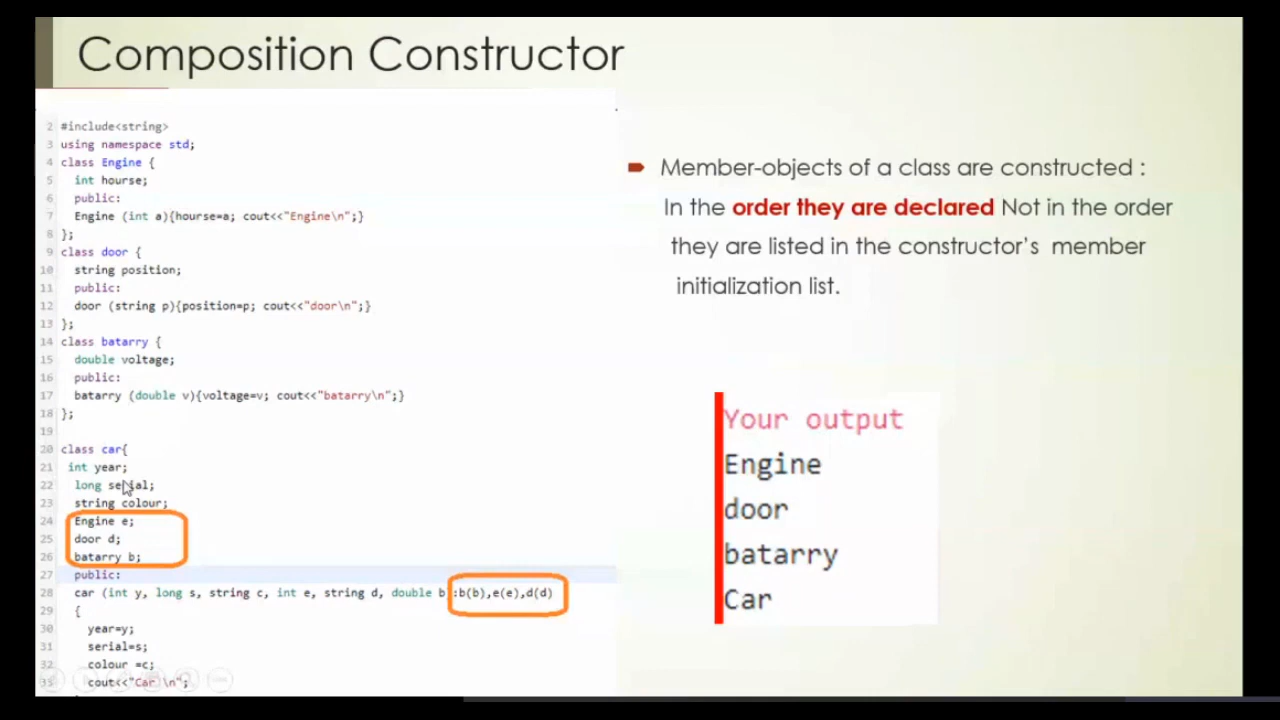 Composition Constructor
2 #include<string>
3 using namespace std;
4 class Engine {
5 int hourse;
6 public:
7 Engine (int a){hourse=a; cout<<"Engine\n";}
8 };
9 class door {
10 string position;
11 public:
12 door (string p){position=p; cout<<"door\n";}
13 };
14 class batarry {
15 double voltage;
16 public:
17 batarry (double v){voltage=v; cout<<"batarry\n";}
18 };
19
20 class car{
21 int year;
22 long serial;
23 string colour;
24 Engine e;
25 door d;
26 batarry b;
27 public:
28 car (int y, long s, string c, int e, string d, double b :b(b),e(e),d(d)
29 {
30 year=y;
31 serial=s;
32 colour =c;
33 cout<<"Car \n";
Member-objects of a class are constructed :
In the order they are declared Not in the order
they are listed in the constructor's member
initialization list.
Your output
Engine
door
batarry
Car